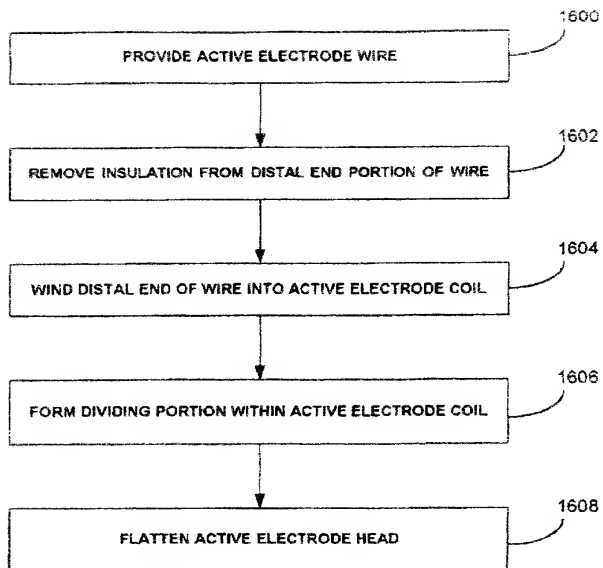 1600
PROVIDE ACTIVE ELECTRODE WIRE
1602
REMOVE INSULATION FROM DISTAL END PORTION OF WIRE
1604
WIND DISTAL END OF WIRE INTO ACTIVE ELECTRODE COIL
1606
FORM DIVIDING PORTION WITHIN ACTIVE ELECTRODE COIL
1608
FLATTEN ACTIVE ELECTRODE HEAD